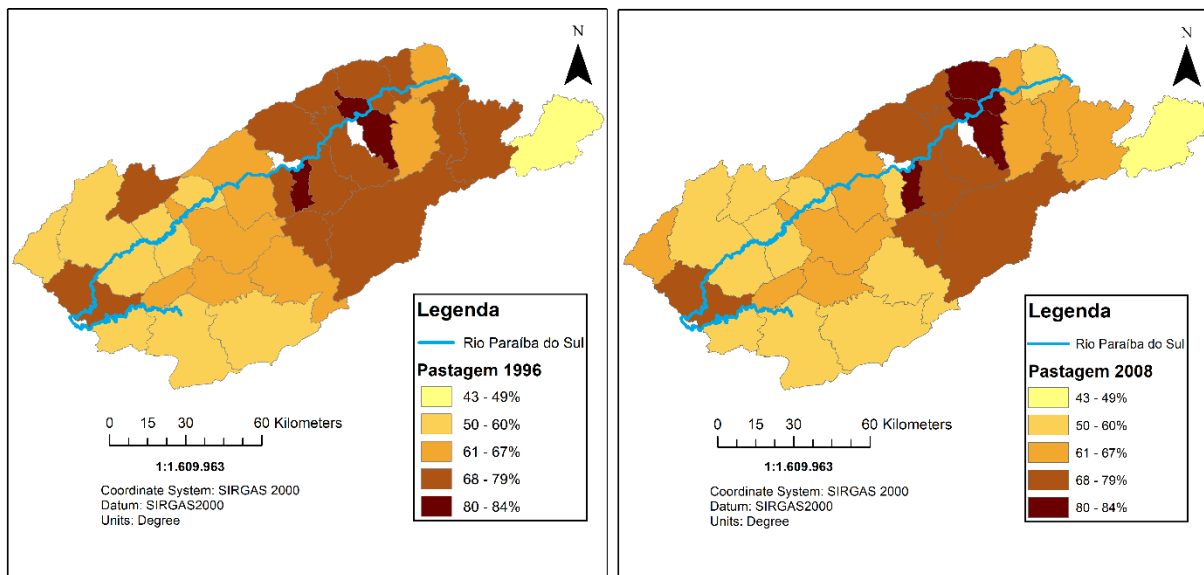 N
Legenda
Rio Paraíba do Sul
Pastagem 1996
43 - 49%
50 - 60%
61 - 67%
68 - 79%
80 - 84%
0 15 30 60 Kilometers
1:1.609.963
Coordinate System: SIRGAS 2000
Datum: SIRGAS2000
Units: Degree
N
Legenda
Rio Paraíba do Sul
Pastagem 2008
43 - 49%
50 - 60%
61 - 67%
68 - 79%
80 - 84%
0 15 30 60 Kilometers
1:1.609.963
Coordinate System: SIRGAS 2000
Datum: SIRGAS2000
Units: Degree